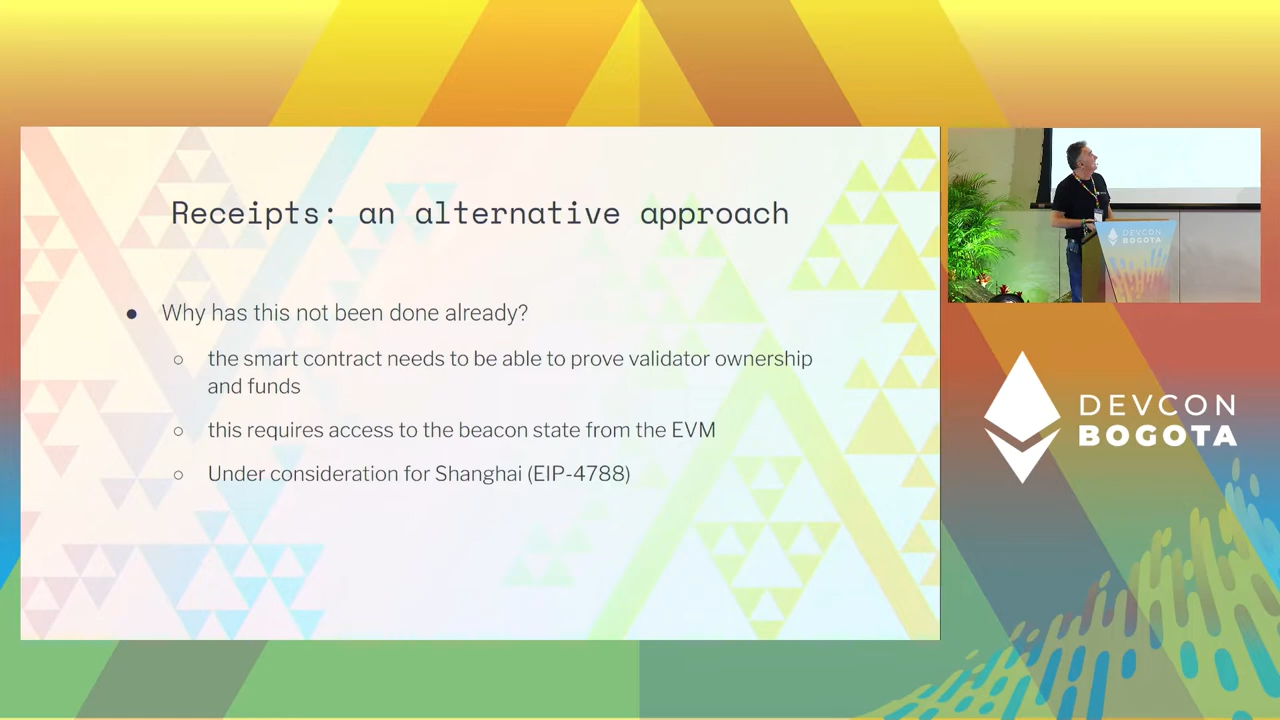 Receipts: an alternative approach
● Why has this not been done already?
○ the smart contract needs to be able to prove validator ownership
and funds
○ this requires access to the beacon state from the EVM
○ Under consideration for Shanghai (EIP-4788)
DEVCON
BOGOTA
DEVCON
BOGOTA